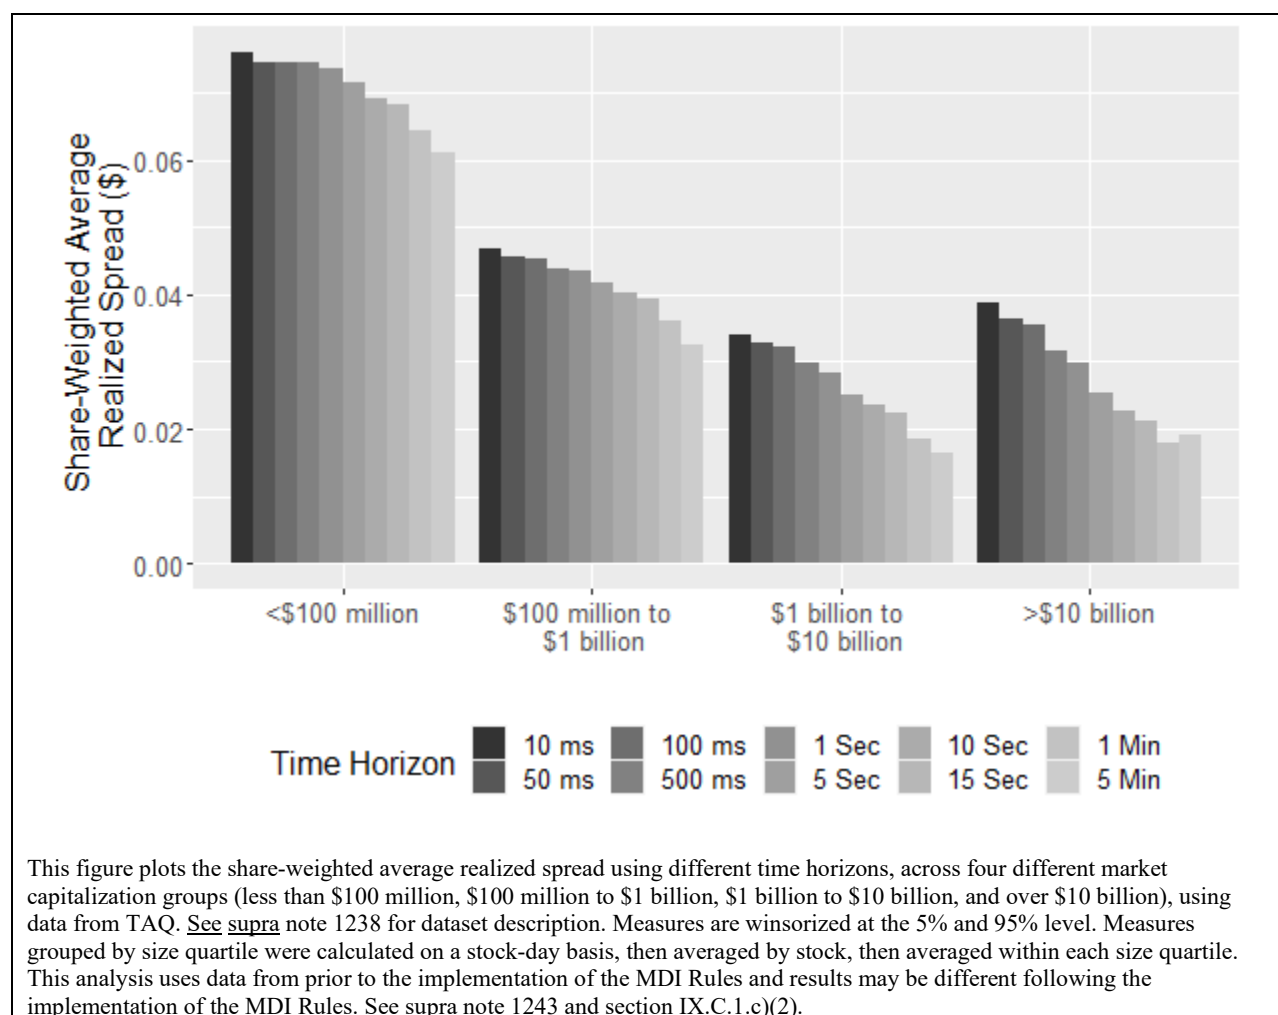 Share-Weighted Average
Realized Spread ($)
0.06
0.04
0.02
0.00
<$100 million
$100 million to
$1 billion
$1 billion to
$10 billion
>$10 billion
Time Horizon
10 ms
100 ms
1 Sec
10 Sec
1 Min
50 ms
500 ms
5 Sec
15 Sec
5 Min
This figure plots the share-weighted average realized spread using different time horizons, across four different market
capitalization groups (less than $100 million, $100 million to $1 billion, $1 billion to $10 billion, and over $10 billion), using
data from TAQ. See supra note 1238 for dataset description. Measures are winsorized at the 5% and 95% level. Measures
grouped by size quartile were calculated on a stock-day basis, then averaged by stock, then averaged within each size quartile.
This analysis uses data from prior to the implementation of the MDI Rules and results may be different following the
implementation of the MDI Rules. See supra note 1243 and section IX.C.1.c)(2).